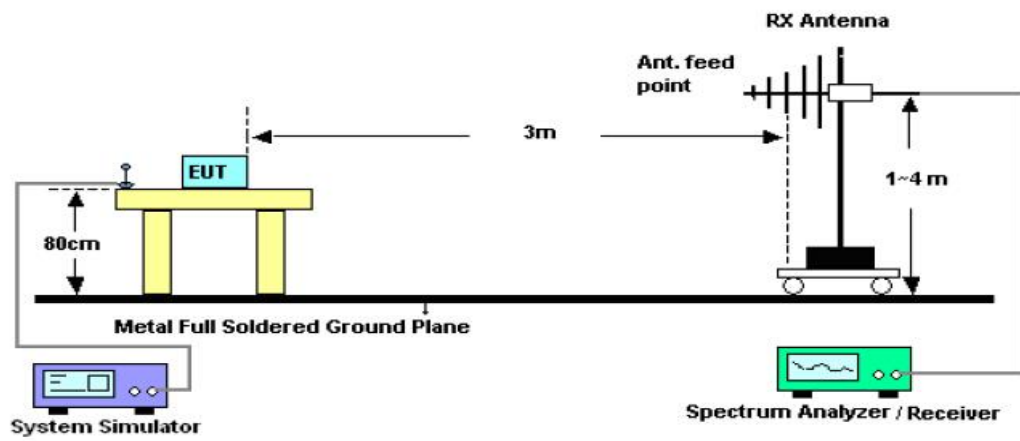 RX Antenna
Ant. feed
point
3m
EUT
1~4 m
80cm
Metal Full Soldered Ground Plane
System Simulator
Spectrum Analyzer / Receiver